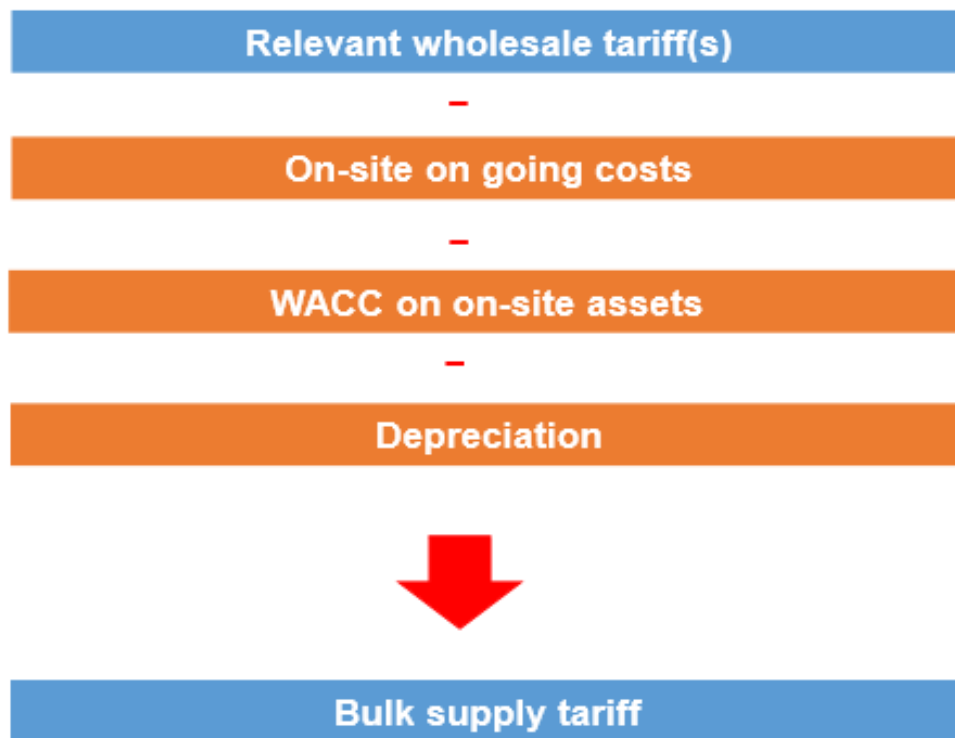 Relevant wholesale tariff(s)
–
On-site on going costs
–
WACC on on-site assets
–
Depreciation
Bulk supply tariff